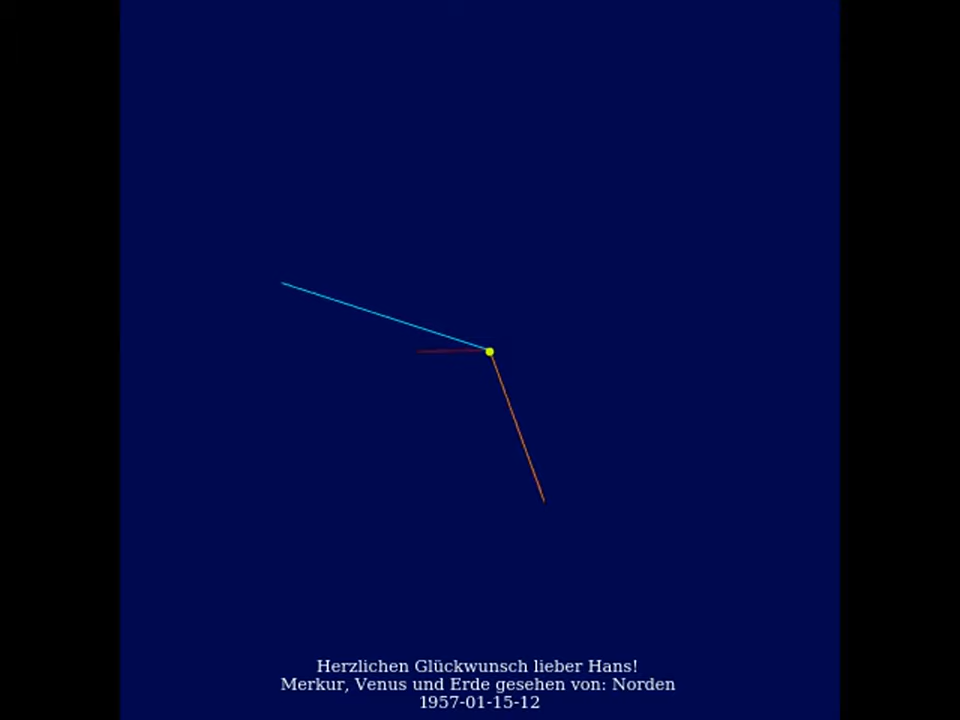 Herzlichen Glückwunsch lieber Hans!
Merkur, Venus und Erde gesehen von: Norden
1957-01-15-12